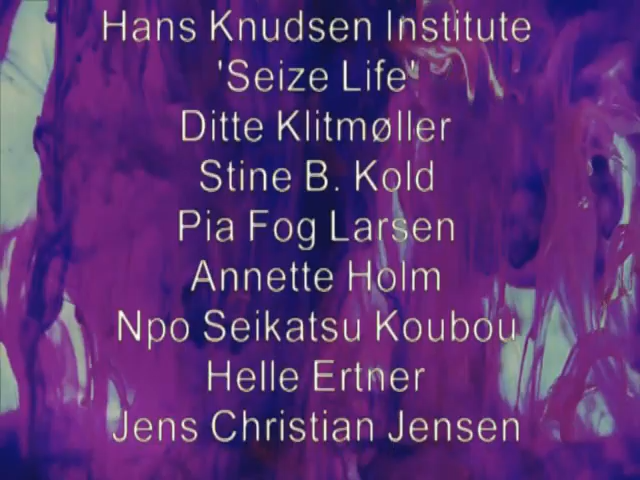 Hans Knudsen Institute
'Seize Life'
Ditte Klitmøller
Stine B. Kold
Pia Fog Larsen
Annette Holm
Npo Seikatsu Koubou
Helle Ertner
Jens Christian Jensen